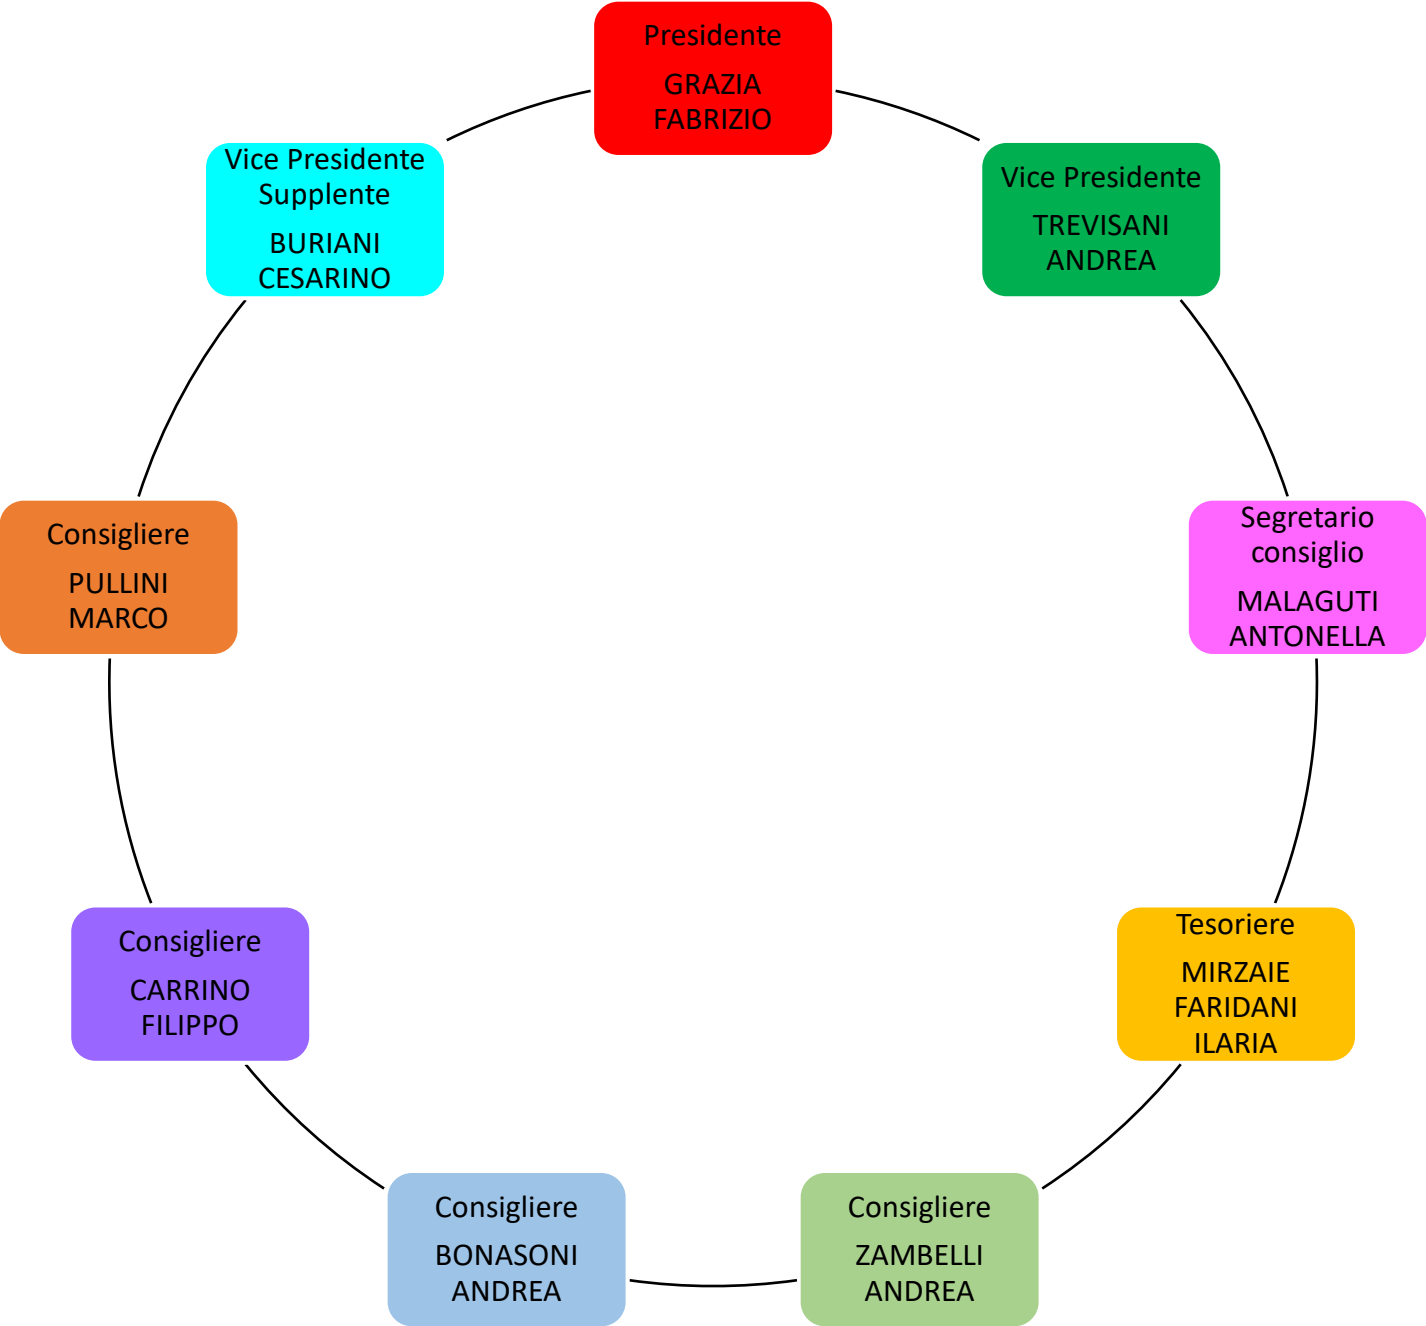 Presidente
GRAZIA
FABRIZIO
Vice Presidente
TREVISANI
ANDREA
Segretario
consiglio
MALAGUTI
ANTONELLA
Tesoriere
MIRZAIE
FARIDANI
ILARIA
Consigliere
ZAMBELLI
ANDREA
Consigliere
BONASONI
ANDREA
Consigliere
CARRINO
FILIPPO
Consigliere
PULLINI
MARCO
Vice Presidente
Supplente
BURIANI
CESARINO